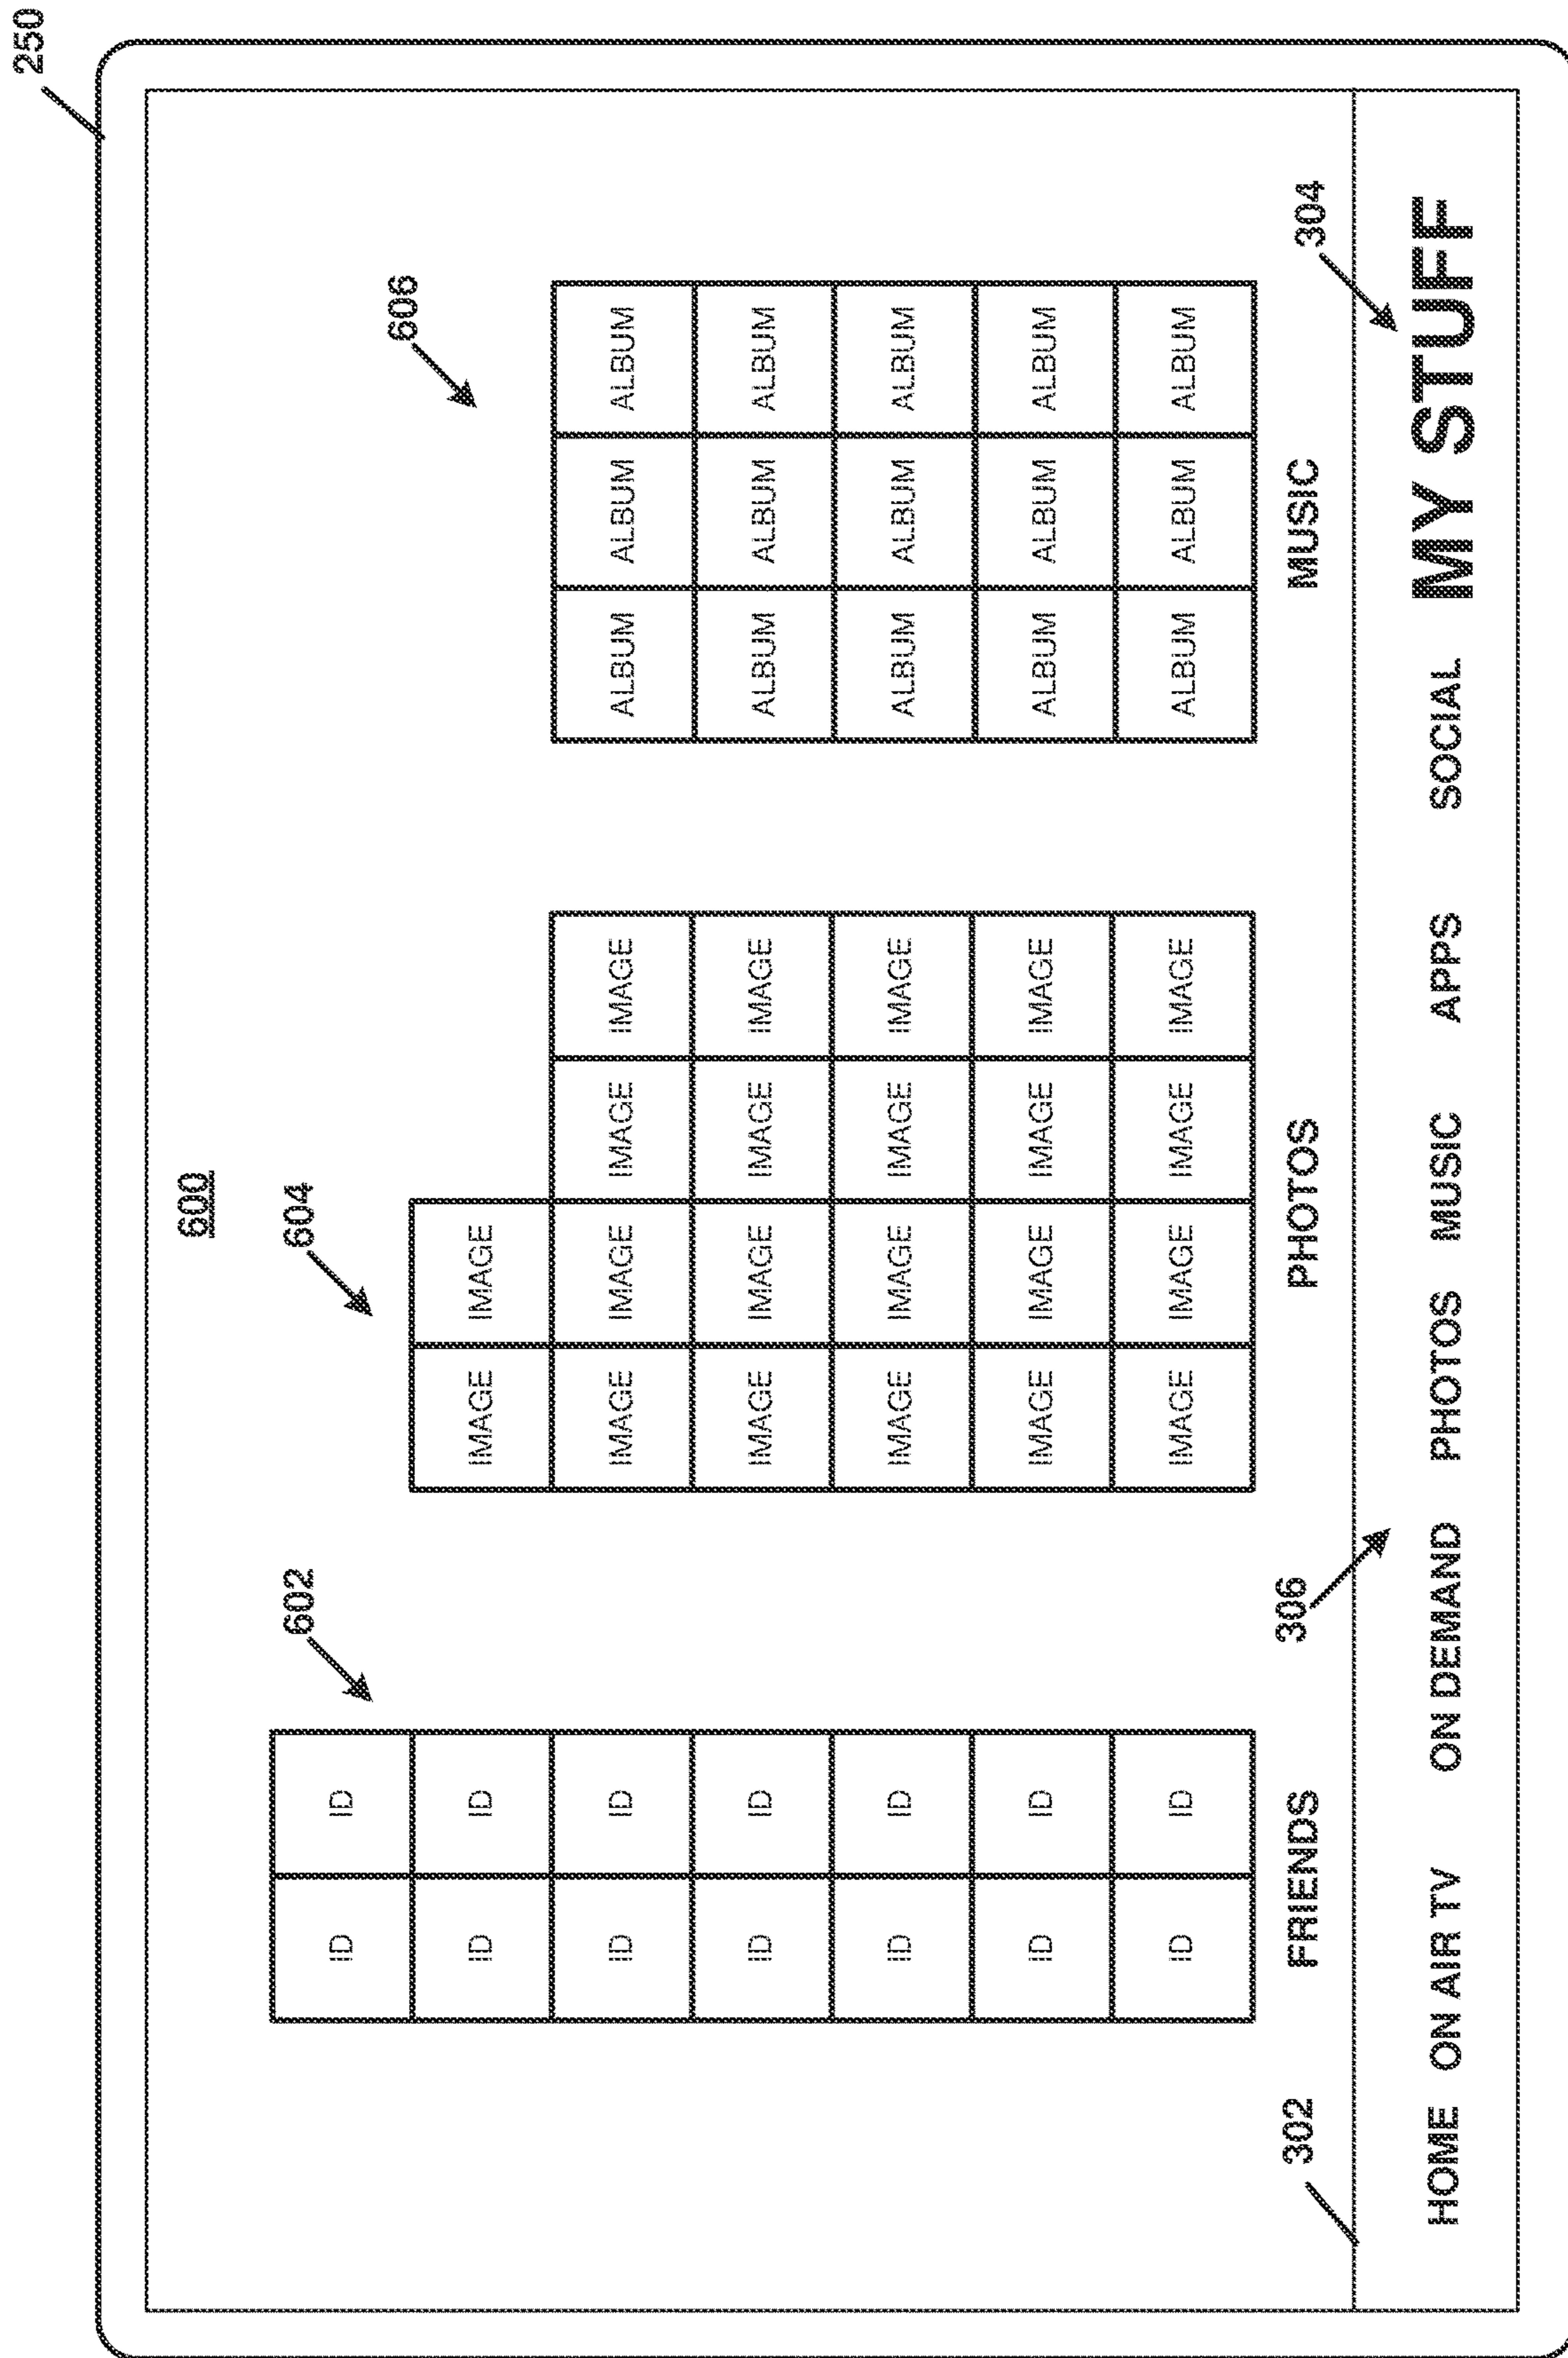 250
600
602 604
ID ID
606
ID ID IMAGE IMAGE
ID ID IMAGE IMAGE IMAGE IMAGE ALBUM ALBUM ALBUM
ID ID IMAGE IMAGE IMAGE IMAGE ALBUM ALBUM ALBUM
ID ID IMAGE IMAGE IMAGE IMAGE ALBUM ALBUM ALBUM
ID ID IMAGE IMAGE IMAGE IMAGE ALBUM ALBUM ALBUM
ID ID IMAGE IMAGE IMAGE IMAGE ALBUM ALBUM ALBUM
FRIENDS PHOTOS MUSIC
302 306 304
HOME ON AIR TV ON DEMAND PHOTOS MUSIC APPS SOCIAL MY STUFF